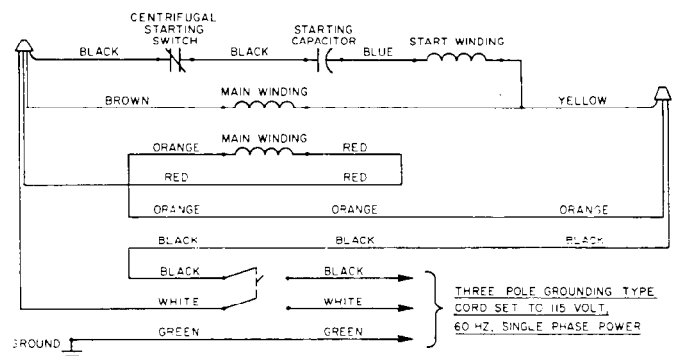 CENTRIFUGAL
STARTING
SWITCH
STARTING
CAPACITOR
START WINDING
BLACK
BLACK
BLUE
BROWN
MAIN WINDING
YELLOW
MAIN WINDING
ORANGE
RED
RED
RED
ORANGE
ORANGE
ORANGE
BLACK
BLACK
BLACK
BLACK
BLACK
WHITE
WHITE
GREEN
GREEN
GROUND
THREE POLE GROUNDING TYPE
CORD SET TO 115 VOLT,
60 HZ, SINGLE PHASE POWER